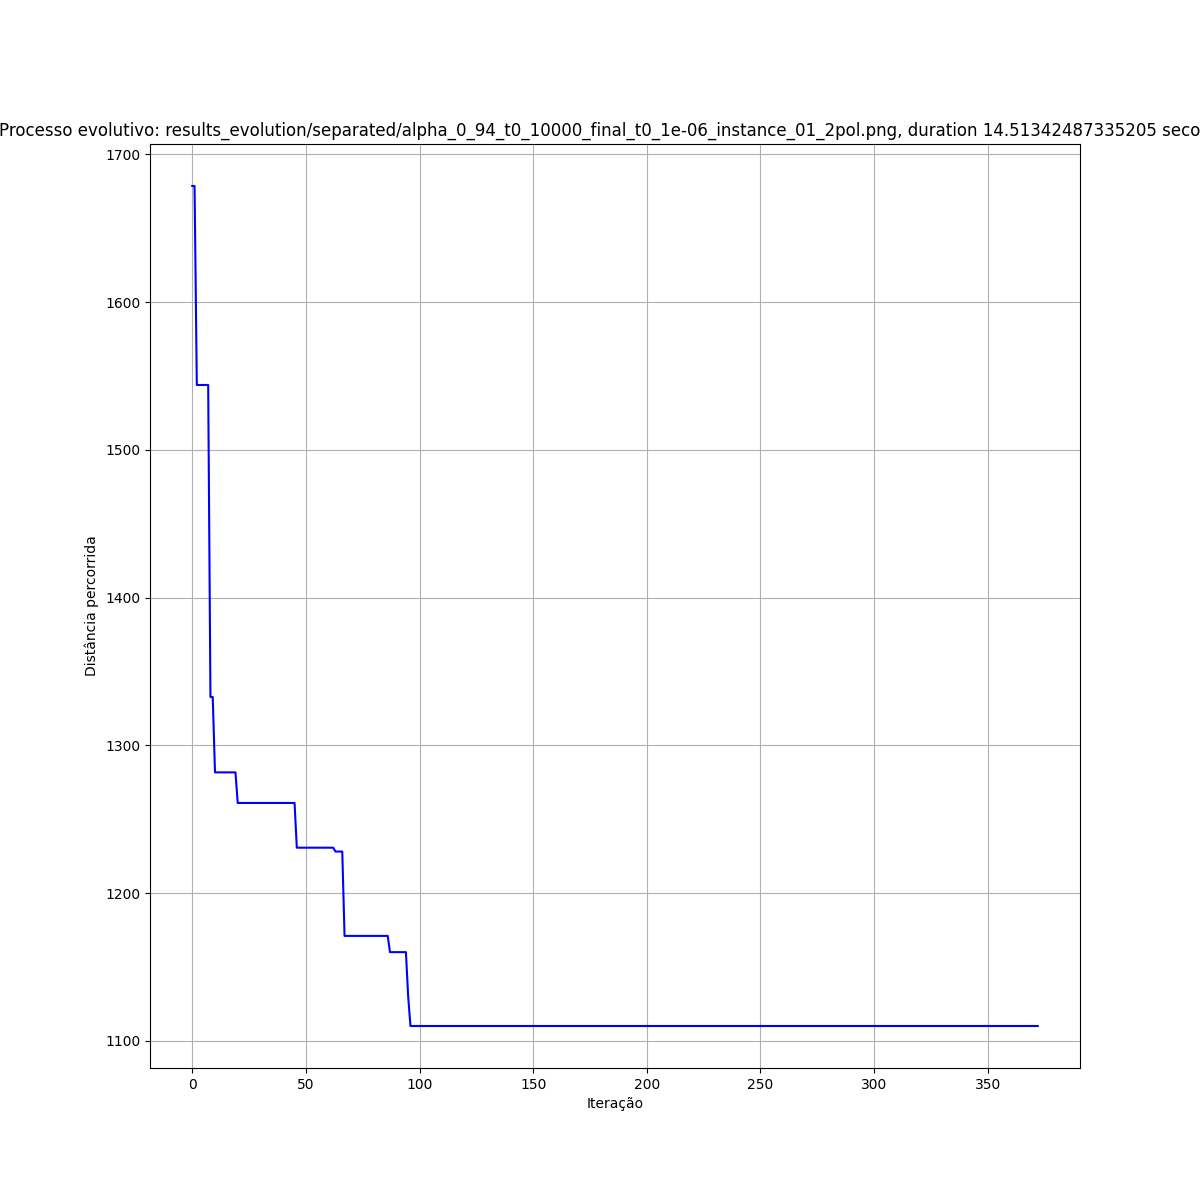 Processo evolutivo: results_evolution/separated/alpha_0_94_t0_10000_final_t0_1e-06_instance_01_2pol.png, duration 14.51342487335205 seco
1700
1600
1500
1400
1300
1200
1100
Distância percorrida
0 50 100 150 200 250 300 350
Iteração